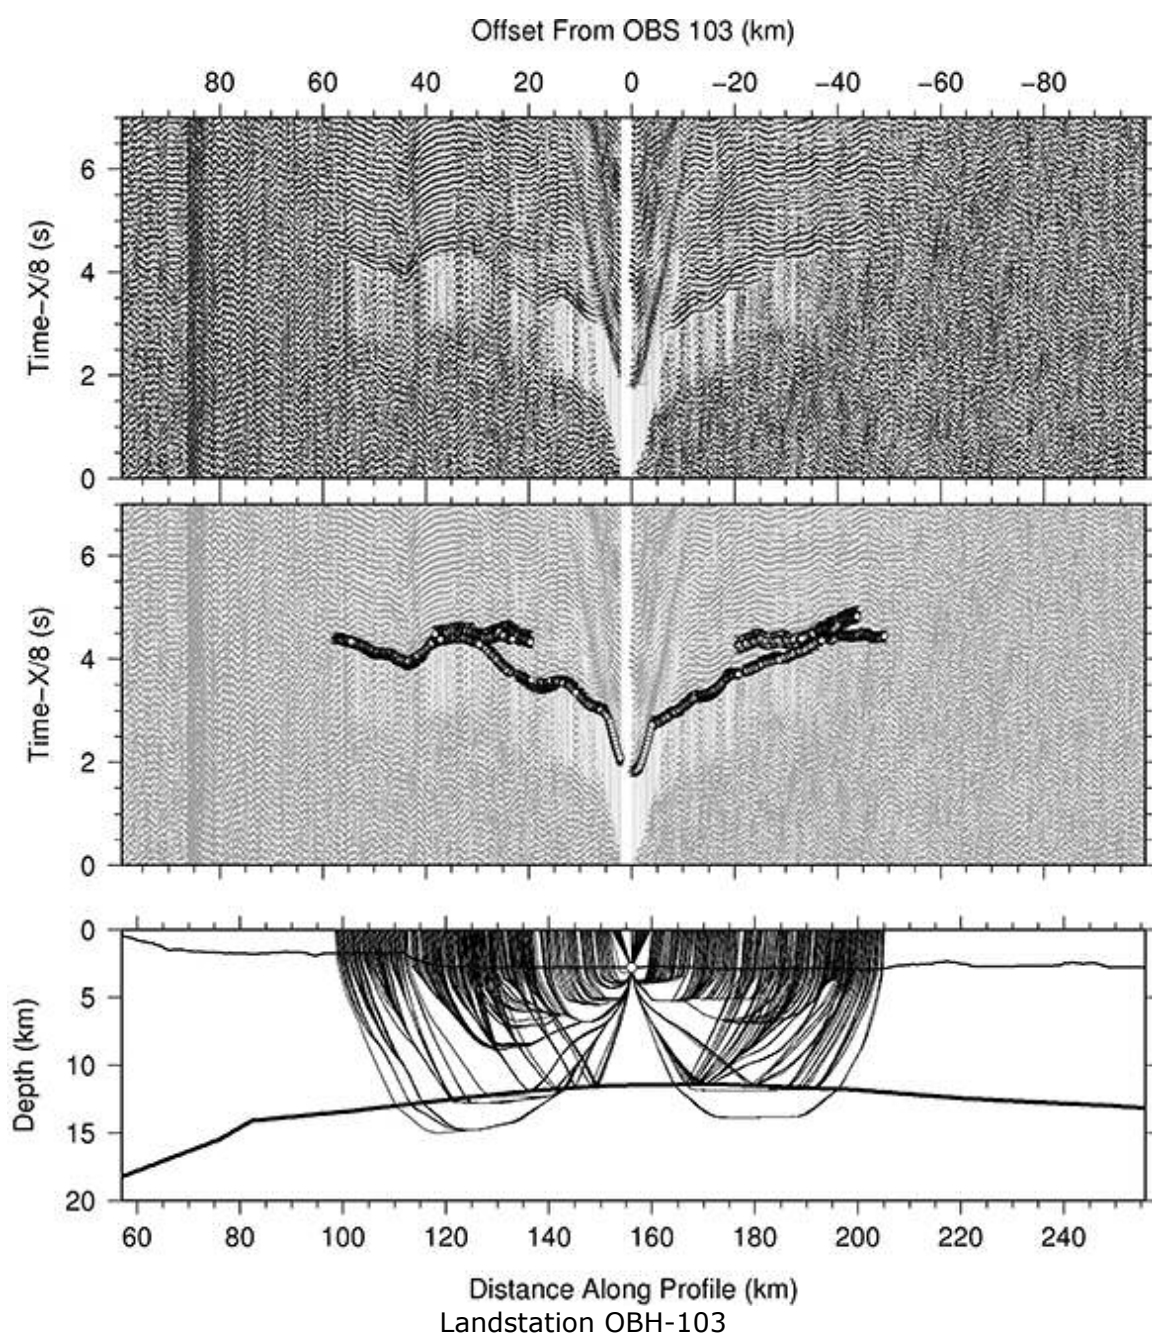 Offset From OBS 103 (km)
80 60 40 20 0 −20 −40 −60 −80
Time−X/8 (s)
6
4
2
0
Time−X/8 (s)
6
4
2
0
Depth (km)
0
5
10
15
20
60 80 100 120 140 160 180 200 220 240
Distance Along Profile (km)
Landstation OBH-103